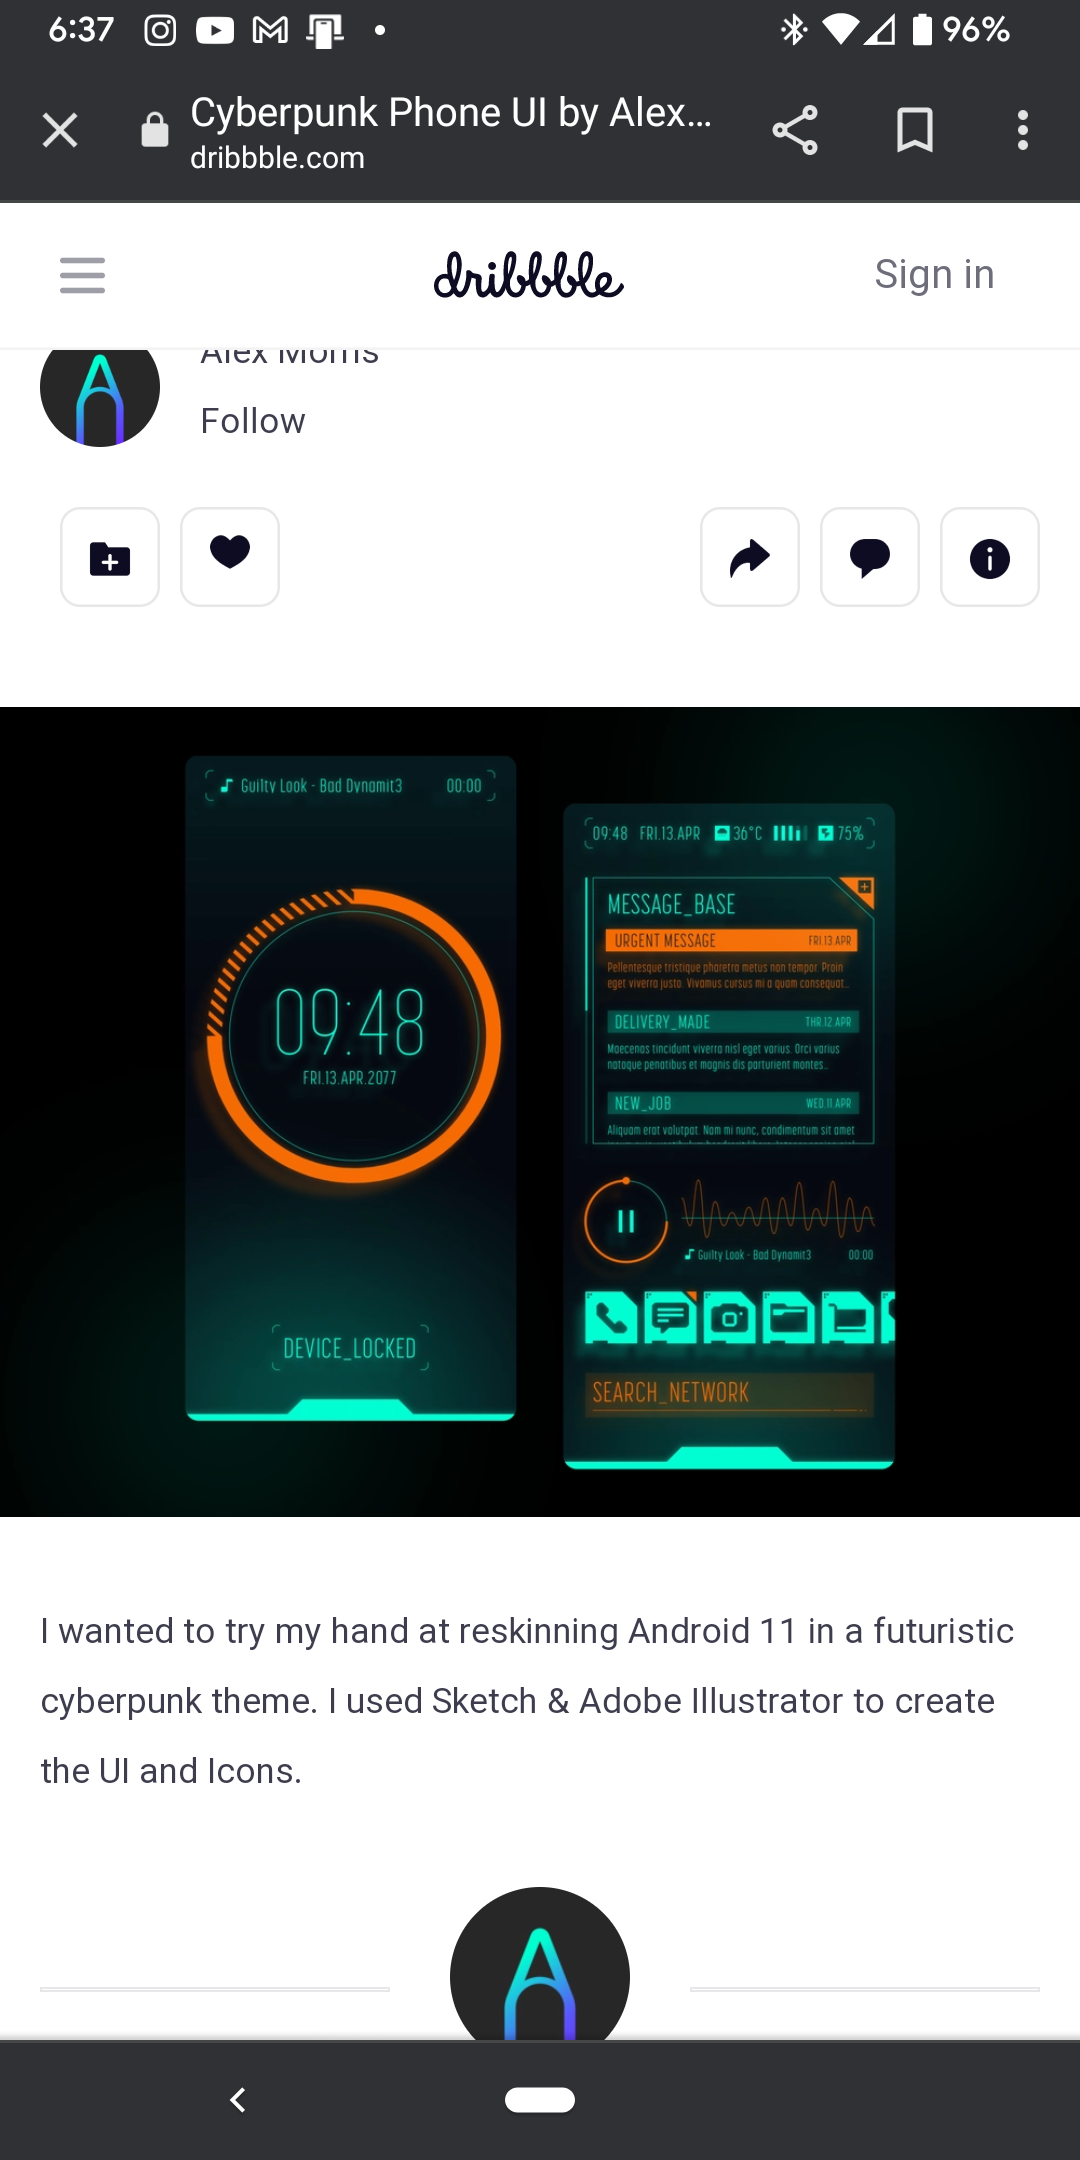 6:37 96%
Cyberpunk Phone UI by Alex...
dribbble.com
dribbble Sign in
Alex Morris
Follow
Guilty Look - Bad Dynamit3 00:00
09:48
FRI.13.APR.2077
DEVICE_LOCKED
09:48 FRI.13.APR 36°C 75%
MESSAGE_BASE
URGENT MESSAGE FRI.13.APR
Pellentesque tristique pharetra metus non tempor. Proin
eget viverra justo. Vivamus cursus mi a quam consequat...
DELIVERY_MADE THR.12.APR
Maecenas tincidunt viverra nisl eget varius. Orci varius
natoque penatibus et magnis dis parturient montes...
NEW_JOB WED.11.APR
Aliquam erat volutpat. Nam mi nunc, condimentum sit amet
Guilty Look - Bad Dynamit3 00:00
SEARCH_NETWORK
I wanted to try my hand at reskinning Android 11 in a futuristic
cyberpunk theme. I used Sketch & Adobe Illustrator to create
the UI and Icons.